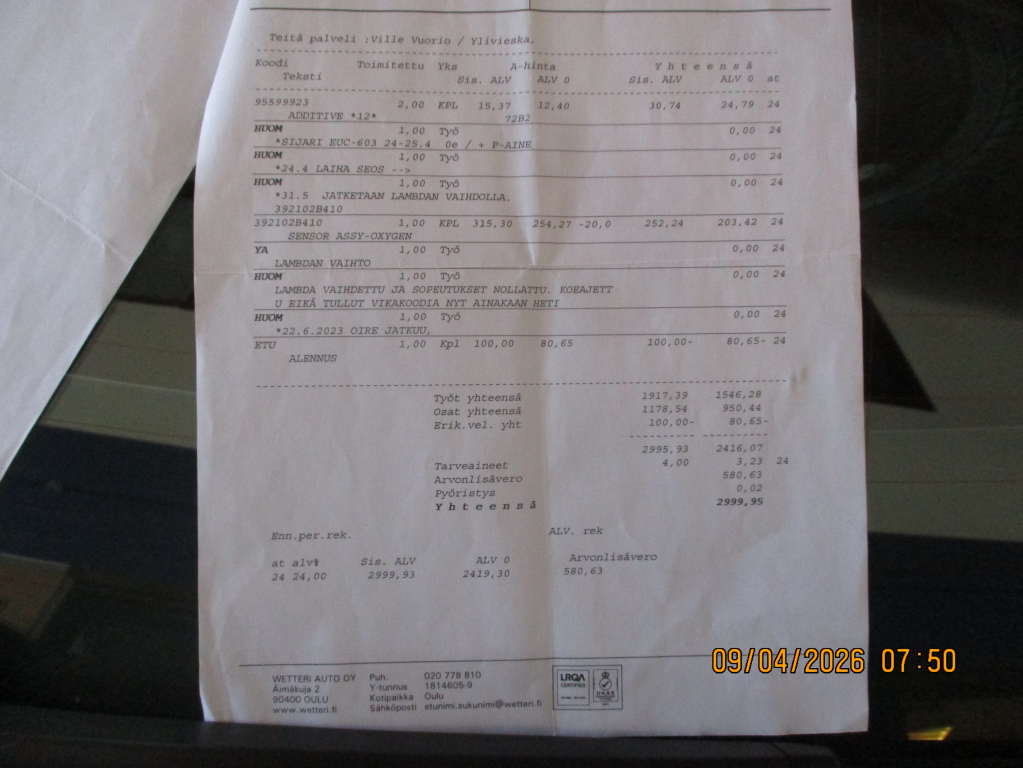 Teitä palveli :Ville Vuorio / Ylivieska.
Koodi Toimitettu Yks A-hinta Y h t e e n s ä
Teksti Sis. ALV ALV 0 Sis. ALV ALV 0 at
95599923 2,00 KPL 15,37 12,40 30,74 24,79 24
ADDITIVE *12* 72B2
HUOM 1,00 Työ 0,00 24
*SIJARI EUC-603 24-25.4 0e / + P-AINE
HUOM 1,00 Työ 0,00 24
*24.4 LAIHA SEOS -->
HUOM 1,00 Työ 0,00 24
*31.5 JATKETAAN LAMBDAN VAIHDOLLA.
392102B410
392102B410 1,00 KPL 315,30 254,27 -20,0 252,24 203,42 24
SENSOR ASSY-OXYGEN
YA 1,00 Työ 0,00 24
LAMBDAN VAIHTO
HUOM 1,00 Työ 0,00 24
LAMBDA VAIHDETTU JA SOPEUTUKSET NOLLATTU. KOEAJETT
U EIKÄ TULLUT VIKAKOODIA NYT AINAKAAN HETI
HUOM 1,00 Työ 0,00 24
*22.6.2023 OIRE JATKUU,
ETU 1,00 Kpl 100,00 80,65 100,00- 80,65- 24
ALENNUS
Työt yhteensä 1917,39 1546,28
Osat yhteensä 1178,54 950,44
Erik.vel. yht 100,00- 80,65-
2995,93 2416,07
Tarveaineet 4,00 3,23 24
Arvonlisävero 580,63
Pyöristys 0,02
Y h t e e n s ä 2999,95
Enn.per.rek. ALV. rek
at alv% Sis. ALV ALV 0 Arvonlisävero
24 24,00 2999,93 2419,30 580,63
WETTERI AUTO OY Puh. 020 778 810
Äimäkuja 2 Y-tunnus 1814605-9
90400 OULU Kotipaikka Oulu
www.wetteri.fi Sähköposti etunimi.sukunimi@wetteri.fi
LRQA
CERTIFIED
UKAS
09/04/2026 07:50